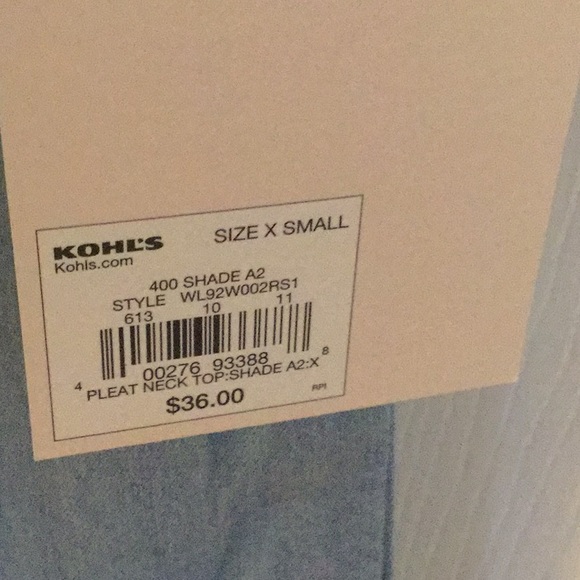 KOHL'S SIZE X SMALL
Kohls.com
400 SHADE A2
STYLE WL92W002RS1
613 10 11
4 00276 93388 8
PLEAT NECK TOP:SHADE A2:X
$36.00 RPI